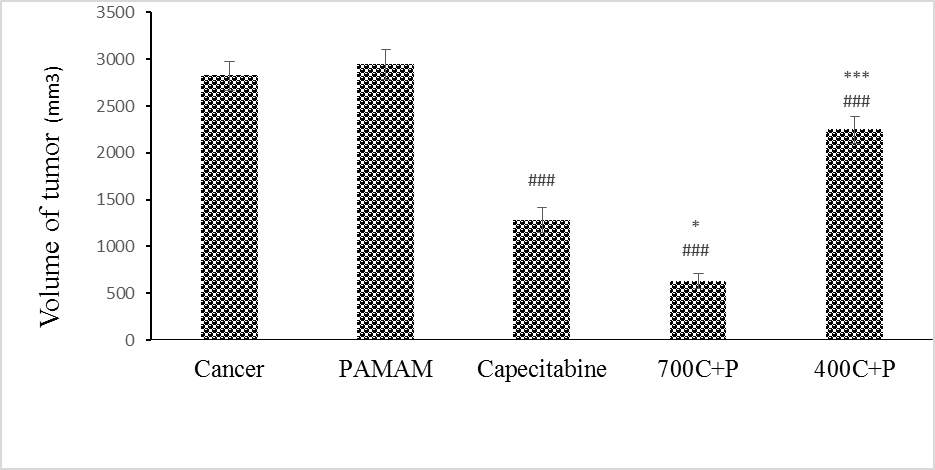 3500
3000
2500
2000
1500
1000
500
0
Volume of tumor (mm3)
###
*
###
***
###
Cancer
PAMAM
Capecitabine
700C+P
400C+P